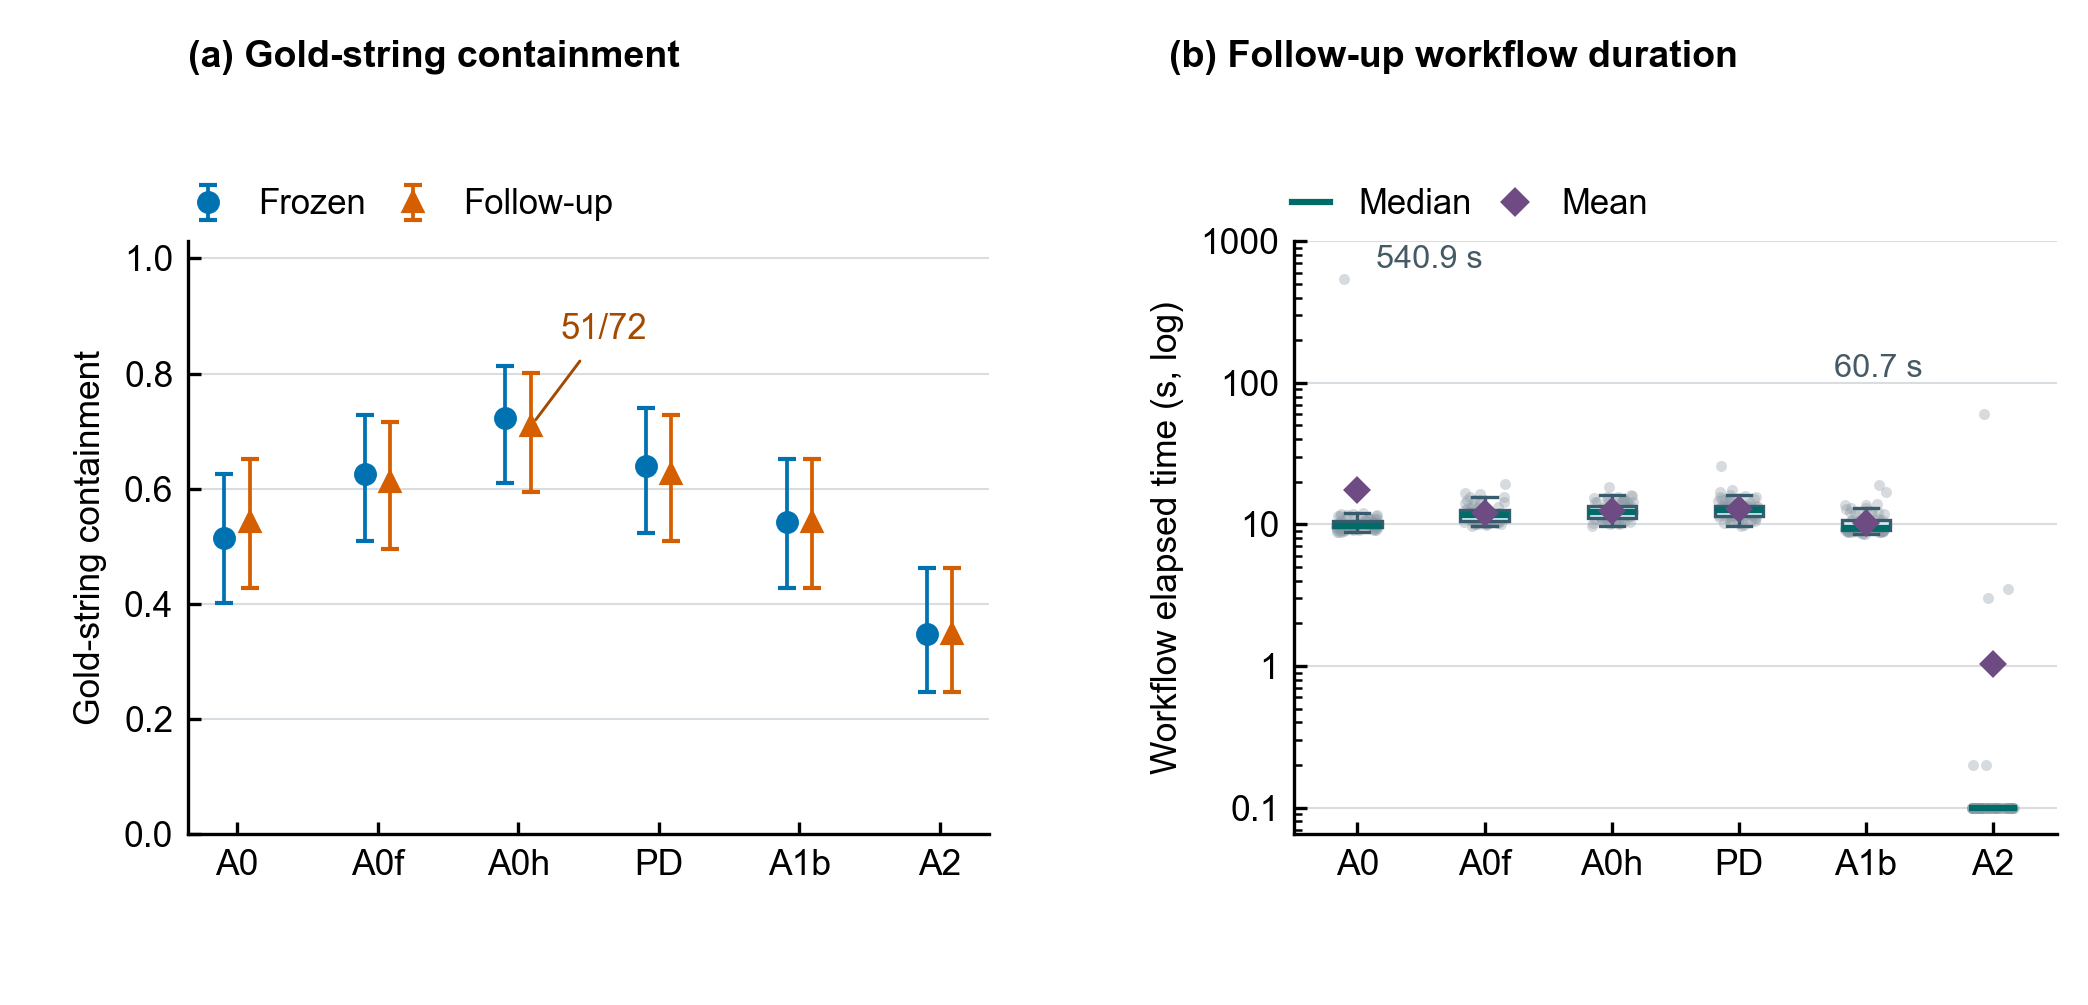 (a) Gold-string containment
Frozen
Follow-up
Gold-string containment
1.0
0.8
0.6
0.4
0.2
0.0
51/72
A0
A0f
A0h
PD
A1b
A2
(b) Follow-up workflow duration
Median
Mean
Workflow elapsed time (s, log)
1000
100
10
1
0.1
540.9 s
60.7 s
A0
A0f
A0h
PD
A1b
A2